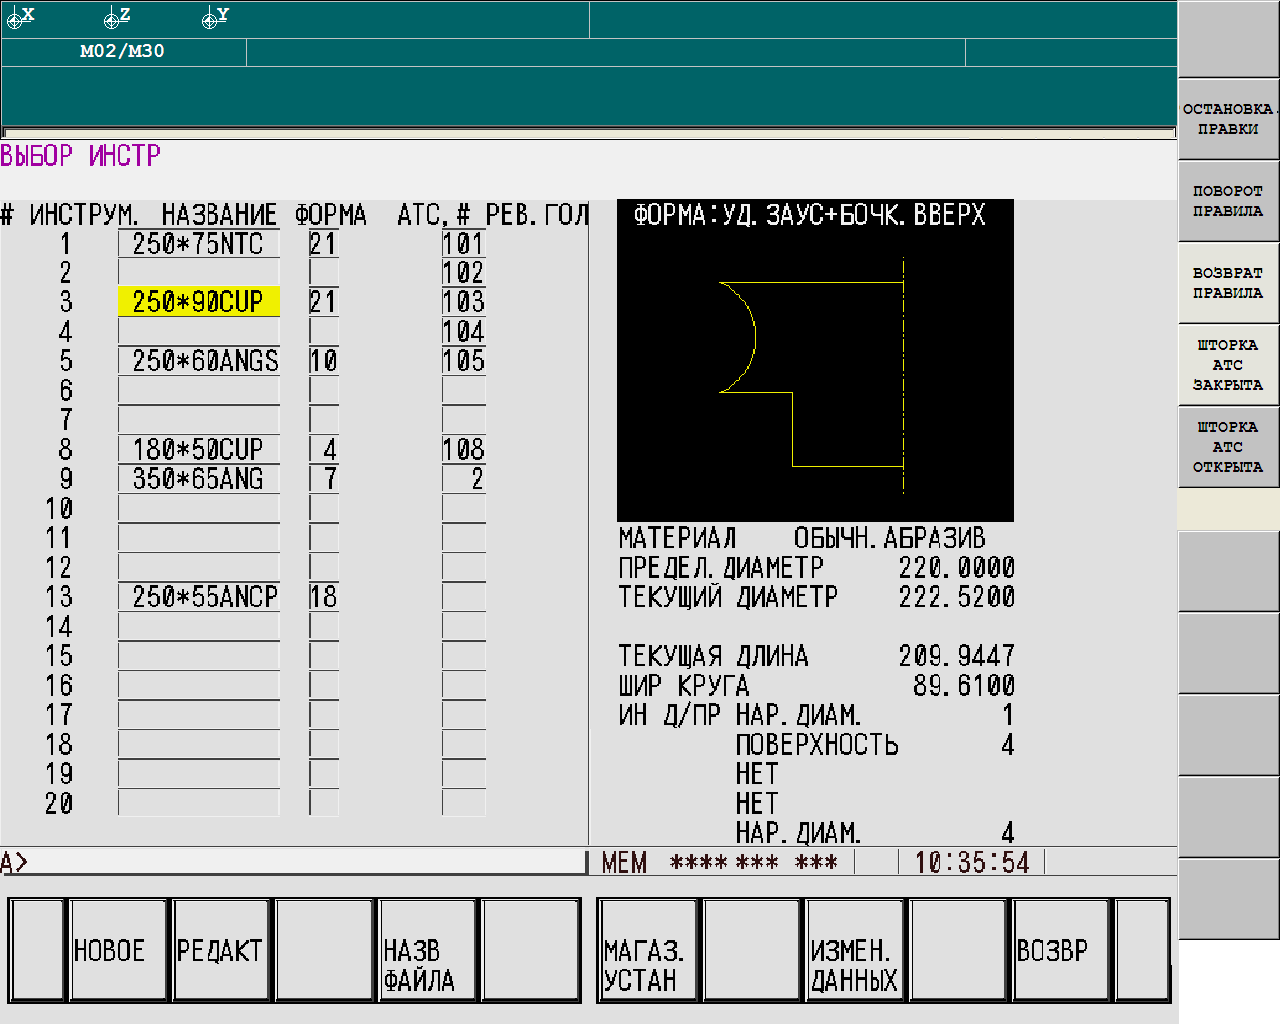 X Z Y
M02/M30
ВЫБОР ИНСТР
# ИНСТРУМ. НАЗВАНИЕ ФОРМА АТС,# РЕВ.ГОЛ
1 250*75NTC 21 101
2 102
3 250*90CUP 21 103
4 104
5 250*60ANGS 10 105
6
7
8 180*50CUP 4 108
9 350*65ANG 7 2
10
11
12
13 250*55ANCP 18
14
15
16
17
18
19
20
ФОРМА:УД.ЗАУС+БОЧК.ВВЕРХ
МАТЕРИАЛ ОБЫЧН.АБРАЗИВ
ПРЕДЕЛ.ДИАМЕТР 220.0000
ТЕКУЩИЙ ДИАМЕТР 222.5200
ТЕКУЩАЯ ДЛИНА 209.9447
ШИР КРУГА 89.6100
ИН Д/ПР НАР.ДИАМ. 1
ПОВЕРХНОСТЬ 4
НЕТ
НЕТ
НАР.ДИАМ. 4
A>
MEM **** *** *** 10:35:54
НОВОЕ
РЕДАКТ
НАЗВ
ФАЙЛА
МАГАЗ.
УСТАН
ИЗМЕН.
ДАННЫХ
ВОЗВР
ОСТАНОВКА.
ПРАВКИ
ПОВОРОТ
ПРАВИЛА
ВОЗВРАТ
ПРАВИЛА
ШТОРКА
АТС
ЗАКРЫТА
ШТОРКА
АТС
ОТКРЫТА